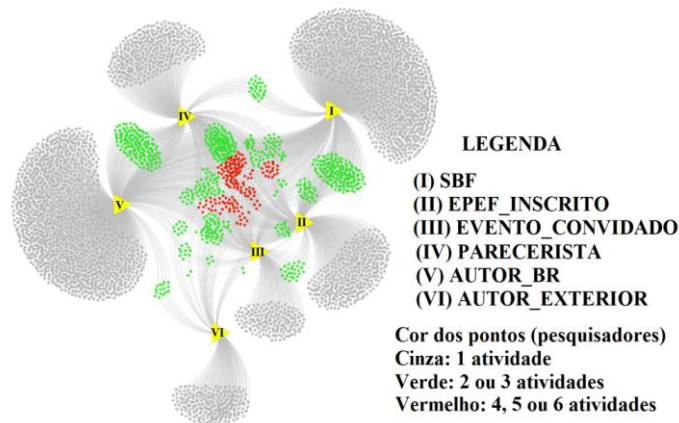 IV
I
V
II
III
VI
LEGENDA
(I) SBF
(II) EPEF_INSCRITO
(III) EVENTO_CONVIDADO
(IV) PARECERISTA
(V) AUTOR_BR
(VI) AUTOR_EXTERIOR
Cor dos pontos (pesquisadores)
Cinza: 1 atividade
Verde: 2 ou 3 atividades
Vermelho: 4, 5 ou 6 atividades